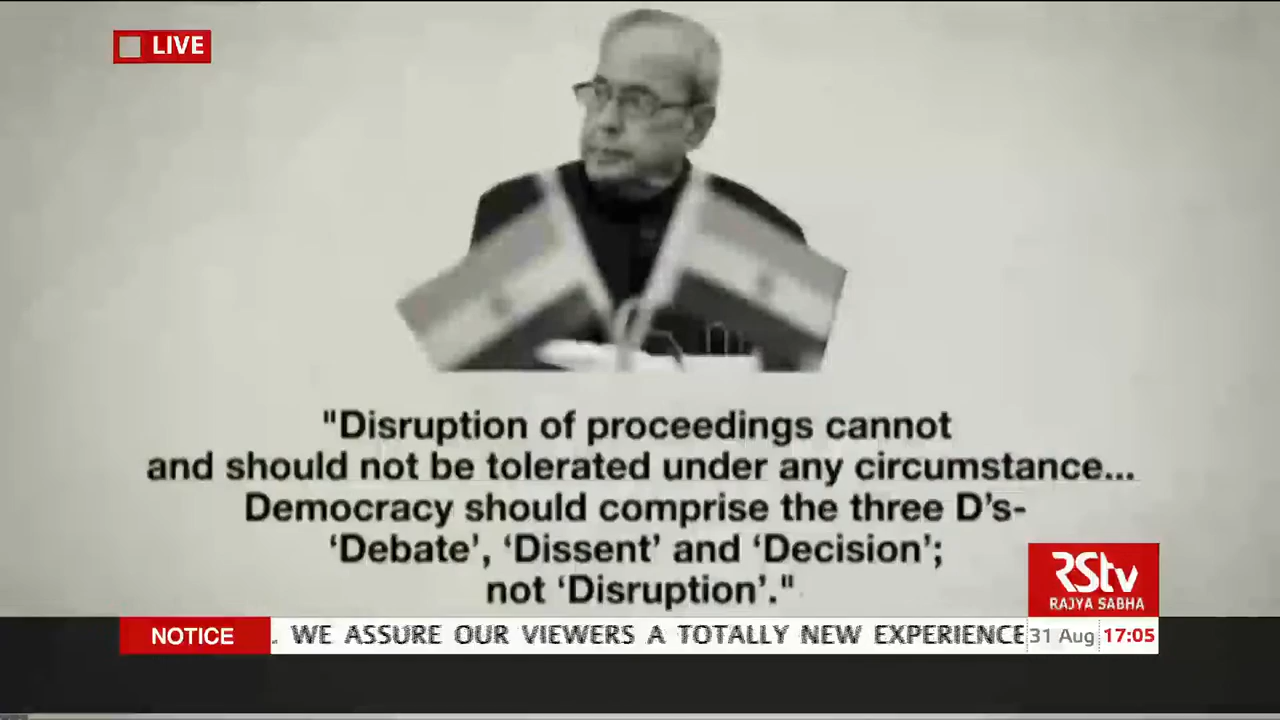 LIVE
"Disruption of proceedings cannot
and should not be tolerated under any circumstance...
Democracy should comprise the three D's-
‘Debate’, ‘Dissent’ and ‘Decision’;
not ‘Disruption’."
RStv
RAJYA SABHA
NOTICE . WE ASSURE OUR VIEWERS A TOTALLY NEW EXPERIENCE 31 Aug 17:05